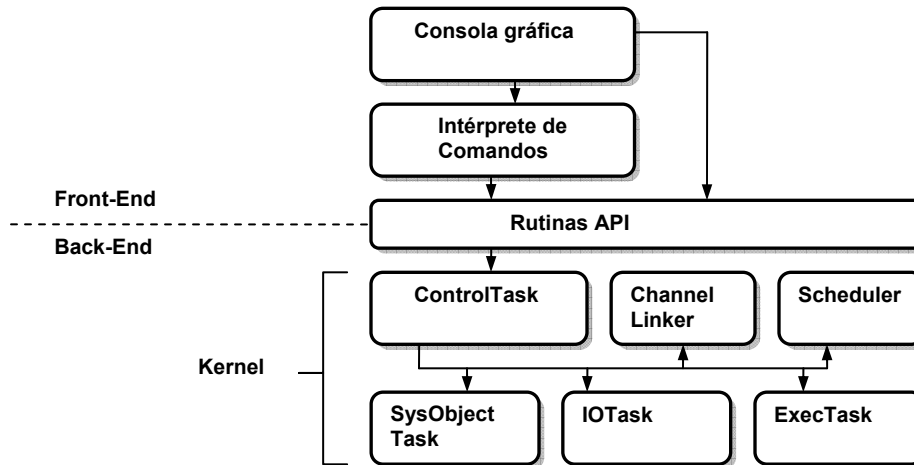 Consola gráfica
Intérprete de
Comandos
Front-End
Rutinas API
Back-End
ControlTask
Channel
Linker
Scheduler
Kernel
SysObject
Task
IOTask
ExecTask